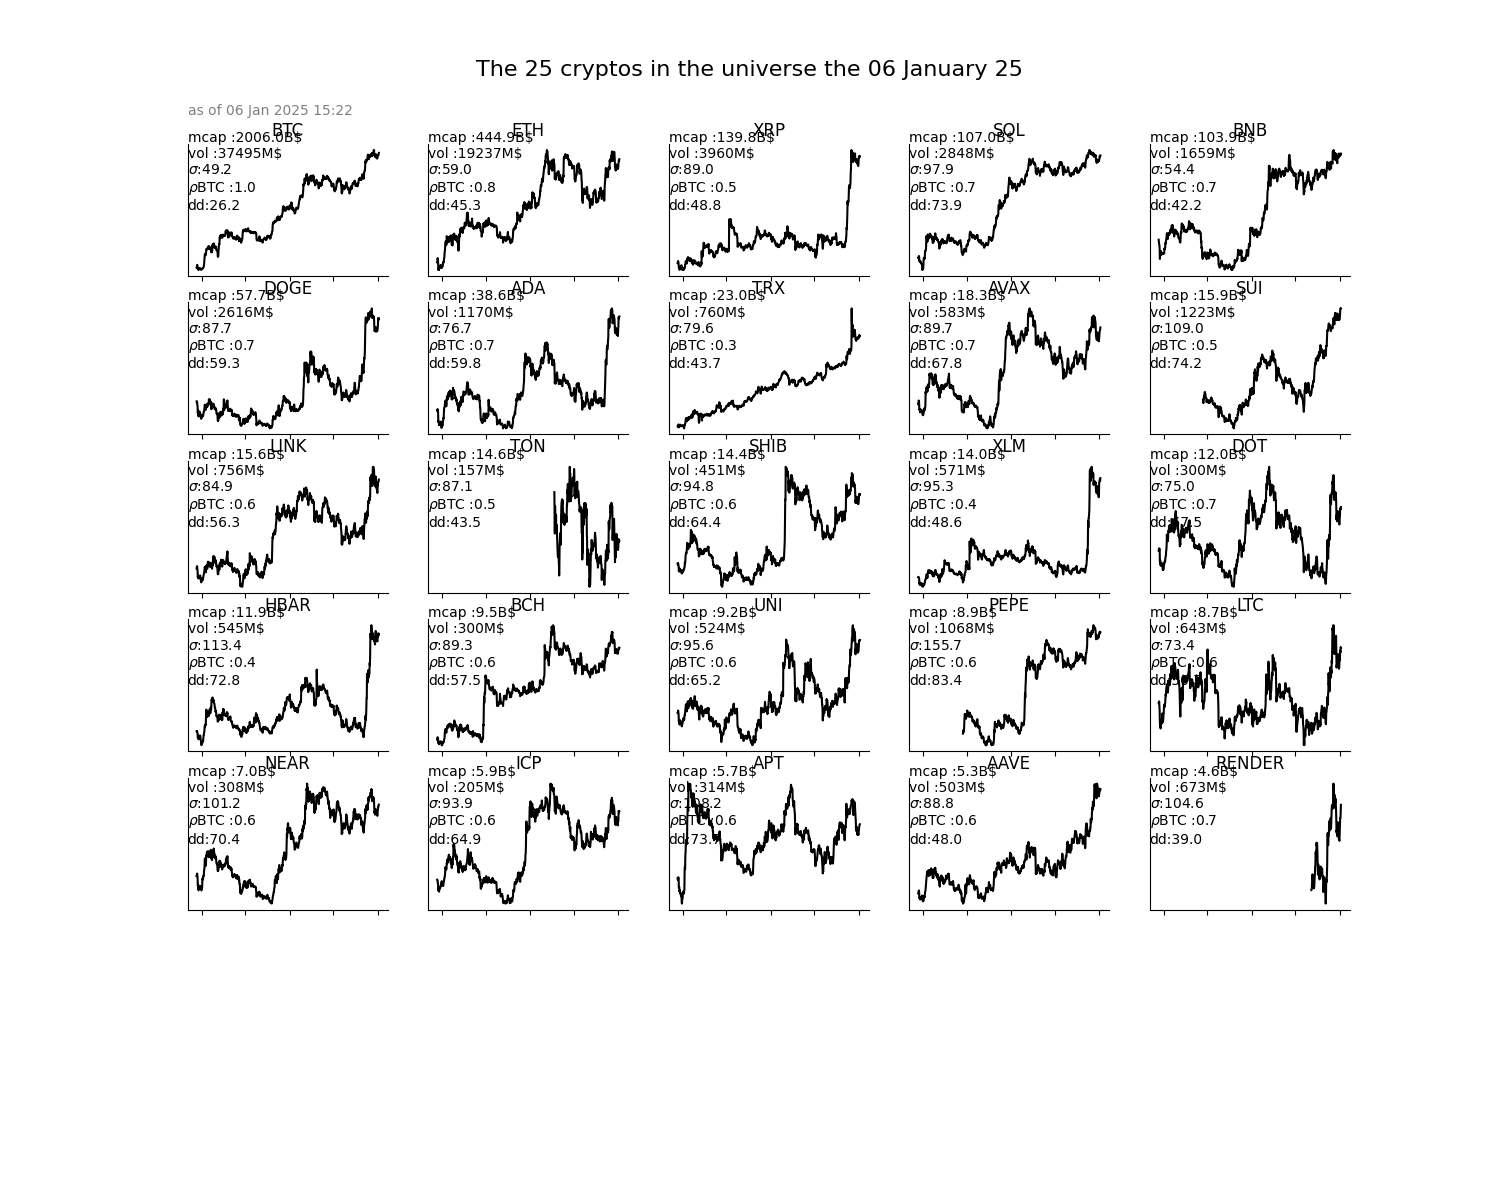 The 25 cryptos in the universe the 06 January 25
as of 06 Jan 2025 15:22
BTC
mcap :2006.0B$
vol :37495M$
σ:49.2
ρBTC :1.0
dd:26.2
ETH
mcap :444.9B$
vol :19237M$
σ:59.0
ρBTC :0.8
dd:45.3
XRP
mcap :139.8B$
vol :3960M$
σ:89.0
ρBTC :0.5
dd:48.8
SOL
mcap :107.0B$
vol :2848M$
σ:97.9
ρBTC :0.7
dd:73.9
BNB
mcap :103.9B$
vol :1659M$
σ:54.4
ρBTC :0.7
dd:42.2
DOGE
mcap :57.7B$
vol :2616M$
σ:87.7
ρBTC :0.7
dd:59.3
ADA
mcap :38.6B$
vol :1170M$
σ:76.7
ρBTC :0.7
dd:59.8
TRX
mcap :23.0B$
vol :760M$
σ:79.6
ρBTC :0.3
dd:43.7
AVAX
mcap :18.3B$
vol :583M$
σ:89.7
ρBTC :0.7
dd:67.8
SUI
mcap :15.9B$
vol :1223M$
σ:109.0
ρBTC :0.5
dd:74.2
LINK
mcap :15.6B$
vol :756M$
σ:84.9
ρBTC :0.6
dd:56.3
TON
mcap :14.6B$
vol :157M$
σ:87.1
ρBTC :0.5
dd:43.5
SHIB
mcap :14.4B$
vol :451M$
σ:94.8
ρBTC :0.6
dd:64.4
XLM
mcap :14.0B$
vol :571M$
σ:95.3
ρBTC :0.4
dd:48.6
DOT
mcap :12.0B$
vol :300M$
σ:75.0
ρBTC :0.7
HBAR
mcap :11.9B$
vol :545M$
σ:113.4
ρBTC :0.4
dd:72.8
BCH
mcap :9.5B$
vol :300M$
σ:89.3
ρBTC :0.6
dd:57.5
UNI
mcap :9.2B$
vol :524M$
σ:95.6
ρBTC :0.6
dd:65.2
PEPE
mcap :8.9B$
vol :1068M$
σ:155.7
ρBTC :0.6
dd:83.4
LTC
mcap :8.7B$
vol :643M$
σ:73.4
ρBTC :0.6
NEAR
mcap :7.0B$
vol :308M$
σ:101.2
ρBTC :0.6
dd:70.4
ICP
mcap :5.9B$
vol :205M$
σ:93.9
ρBTC :0.6
dd:64.9
APT
mcap :5.7B$
vol :314M$
σ:108.2
ρBTC :0.6
AAVE
mcap :5.3B$
vol :503M$
σ:88.8
ρBTC :0.6
dd:48.0
RENDER
mcap :4.6B$
vol :673M$
σ:104.6
ρBTC :0.7
dd:39.0